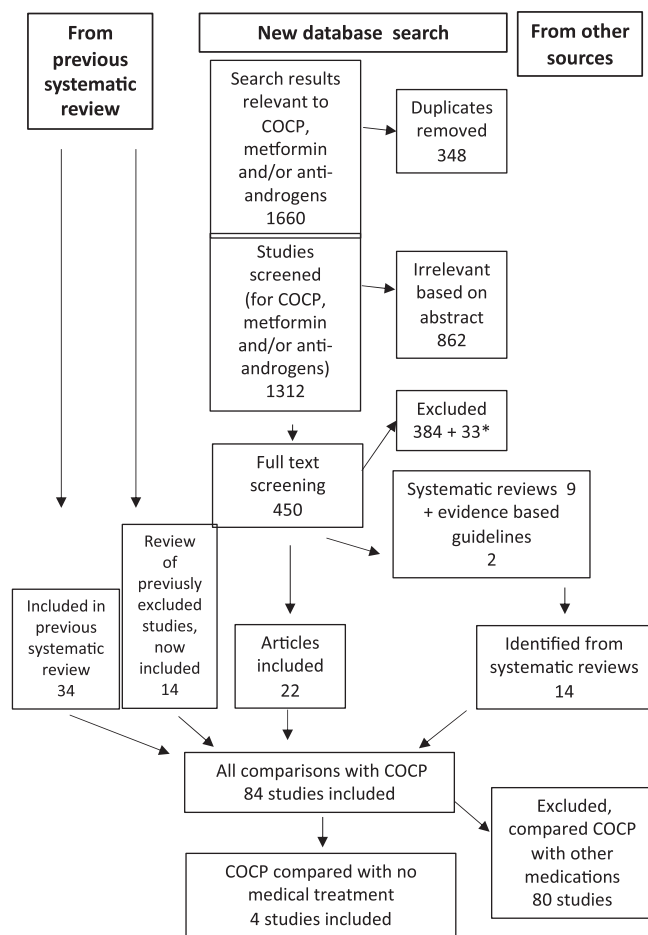 From
previous
systematic
review
New database search
From other
sources
Search results
relevant to
COCP,
metformin
and/or anti-
androgens
1660
Duplicates
removed
348
Studies
screened
(for COCP,
metformin
and/or anti-
androgens)
1312
Irrelevant
based on
abstract
862
Excluded
384 + 33*
Full text
screening
450
Systematic reviews 9
+ evidence based
guidelines
2
Included in
previous
systematic
review
34
Review
of
previusly
excluded
studies,
now
included
14
Articles
included
22
Identified from
systematic reviews
14
All comparisons with COCP
84 studies included
Excluded,
compared COCP
with other
medications
80 studies
COCP compared with no
medical treatment
4 studies included